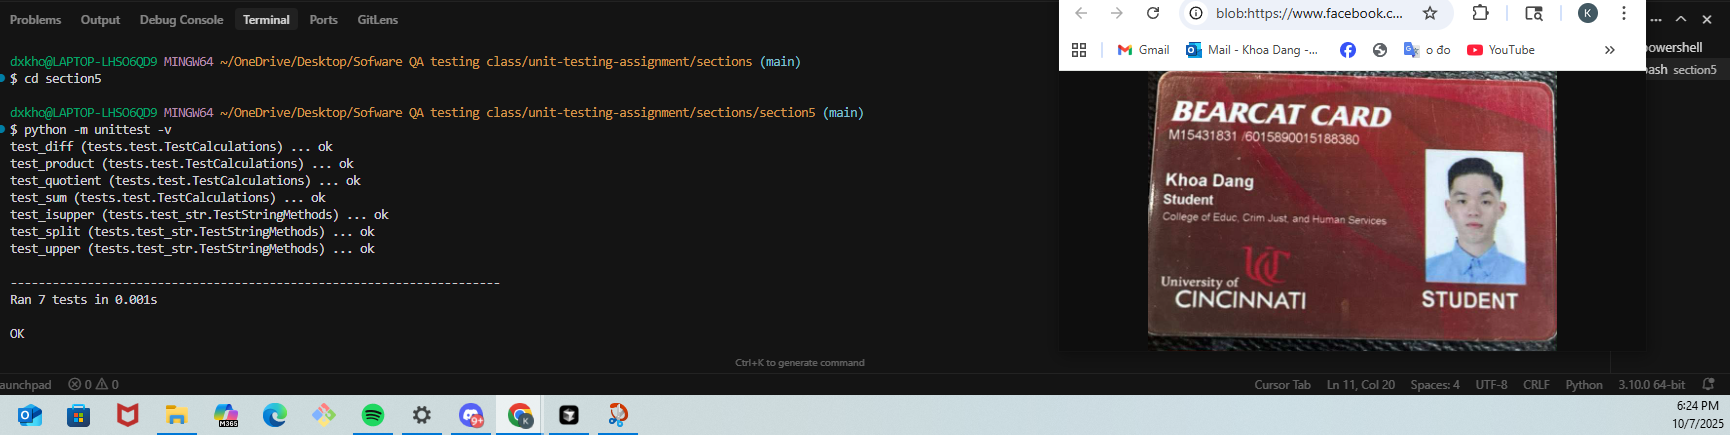 Problems Output Debug Console Terminal Ports GitLens
dxkho@LAPTOP-LHSO6QD9 MINGW64 ~/OneDrive/Desktop/Sofware QA testing class/unit-testing-assignment/sections (main)
$ cd section5
dxkho@LAPTOP-LHSO6QD9 MINGW64 ~/OneDrive/Desktop/Sofware QA testing class/unit-testing-assignment/sections/section5 (main)
$ python -m unittest -v
test_diff (tests.test.TestCalculations) ... ok
test_product (tests.test.TestCalculations) ... ok
test_quotient (tests.test.TestCalculations) ... ok
test_sum (tests.test.TestCalculations) ... ok
test_isupper (tests.test_str.TestStringMethods) ... ok
test_split (tests.test_str.TestStringMethods) ... ok
test_upper (tests.test_str.TestStringMethods) ... ok
----------------------------------------------------------------------
Ran 7 tests in 0.001s
OK
Ctrl+K to generate command
blob:https://www.facebook.c...
K
Gmail Mail - Khoa Dang -... o đo YouTube »
owershell
ash section5
BEARCAT CARD
M15431831 /6015890015188380
Khoa Dang
Student
College of Educ, Crim Just, and Human Services
UC
University of
CINCINNATI
STUDENT
aunchpad 0 0 Cursor Tab Ln 11, Col 20 Spaces: 4 UTF-8 CRLF Python 3.10.0 64-bit
M365
9+
K
6:24 PM
10/7/2025